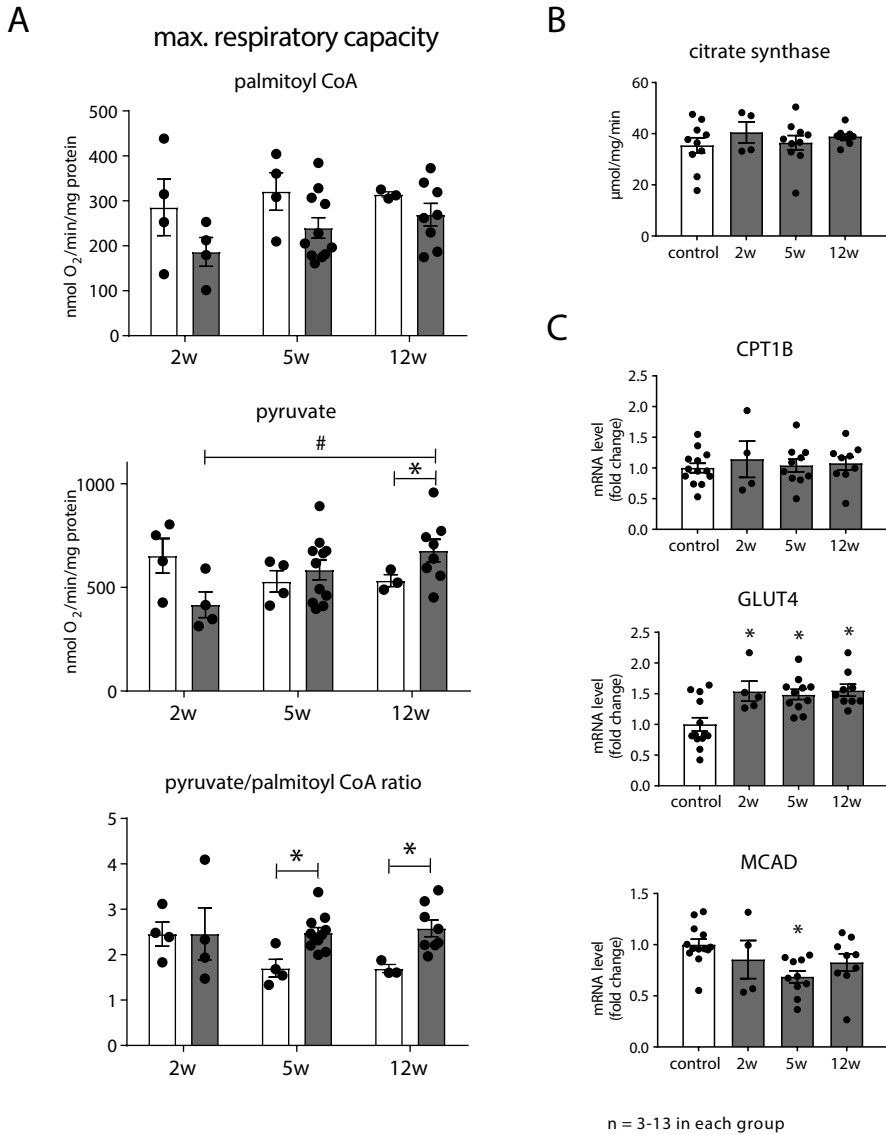 A
max. respiratory capacity
palmitoyl CoA
nmol O2/min/mg protein
500
400
300
200
100
0
2w
5w
12w
pyruvate
nmol O2/min/mg protein
1000
500
0
#
*
2w
5w
12w
pyruvate/palmitoyl CoA ratio
5
4
3
2
1
0
*
*
2w
5w
12w
B
citrate synthase
µmol/mg/min
60
40
20
0
control
2w
5w
12w
C
CPT1B
mRNA level
(fold change)
2.5
2.0
1.5
1.0
0.5
0.0
control
2w
5w
12w
GLUT4
mRNA level
(fold change)
2.5
2.0
1.5
1.0
0.5
0.0
*
*
*
control
2w
5w
12w
MCAD
mRNA level
(fold change)
1.5
1.0
0.5
0.0
*
control
2w
5w
12w
n = 3-13 in each group